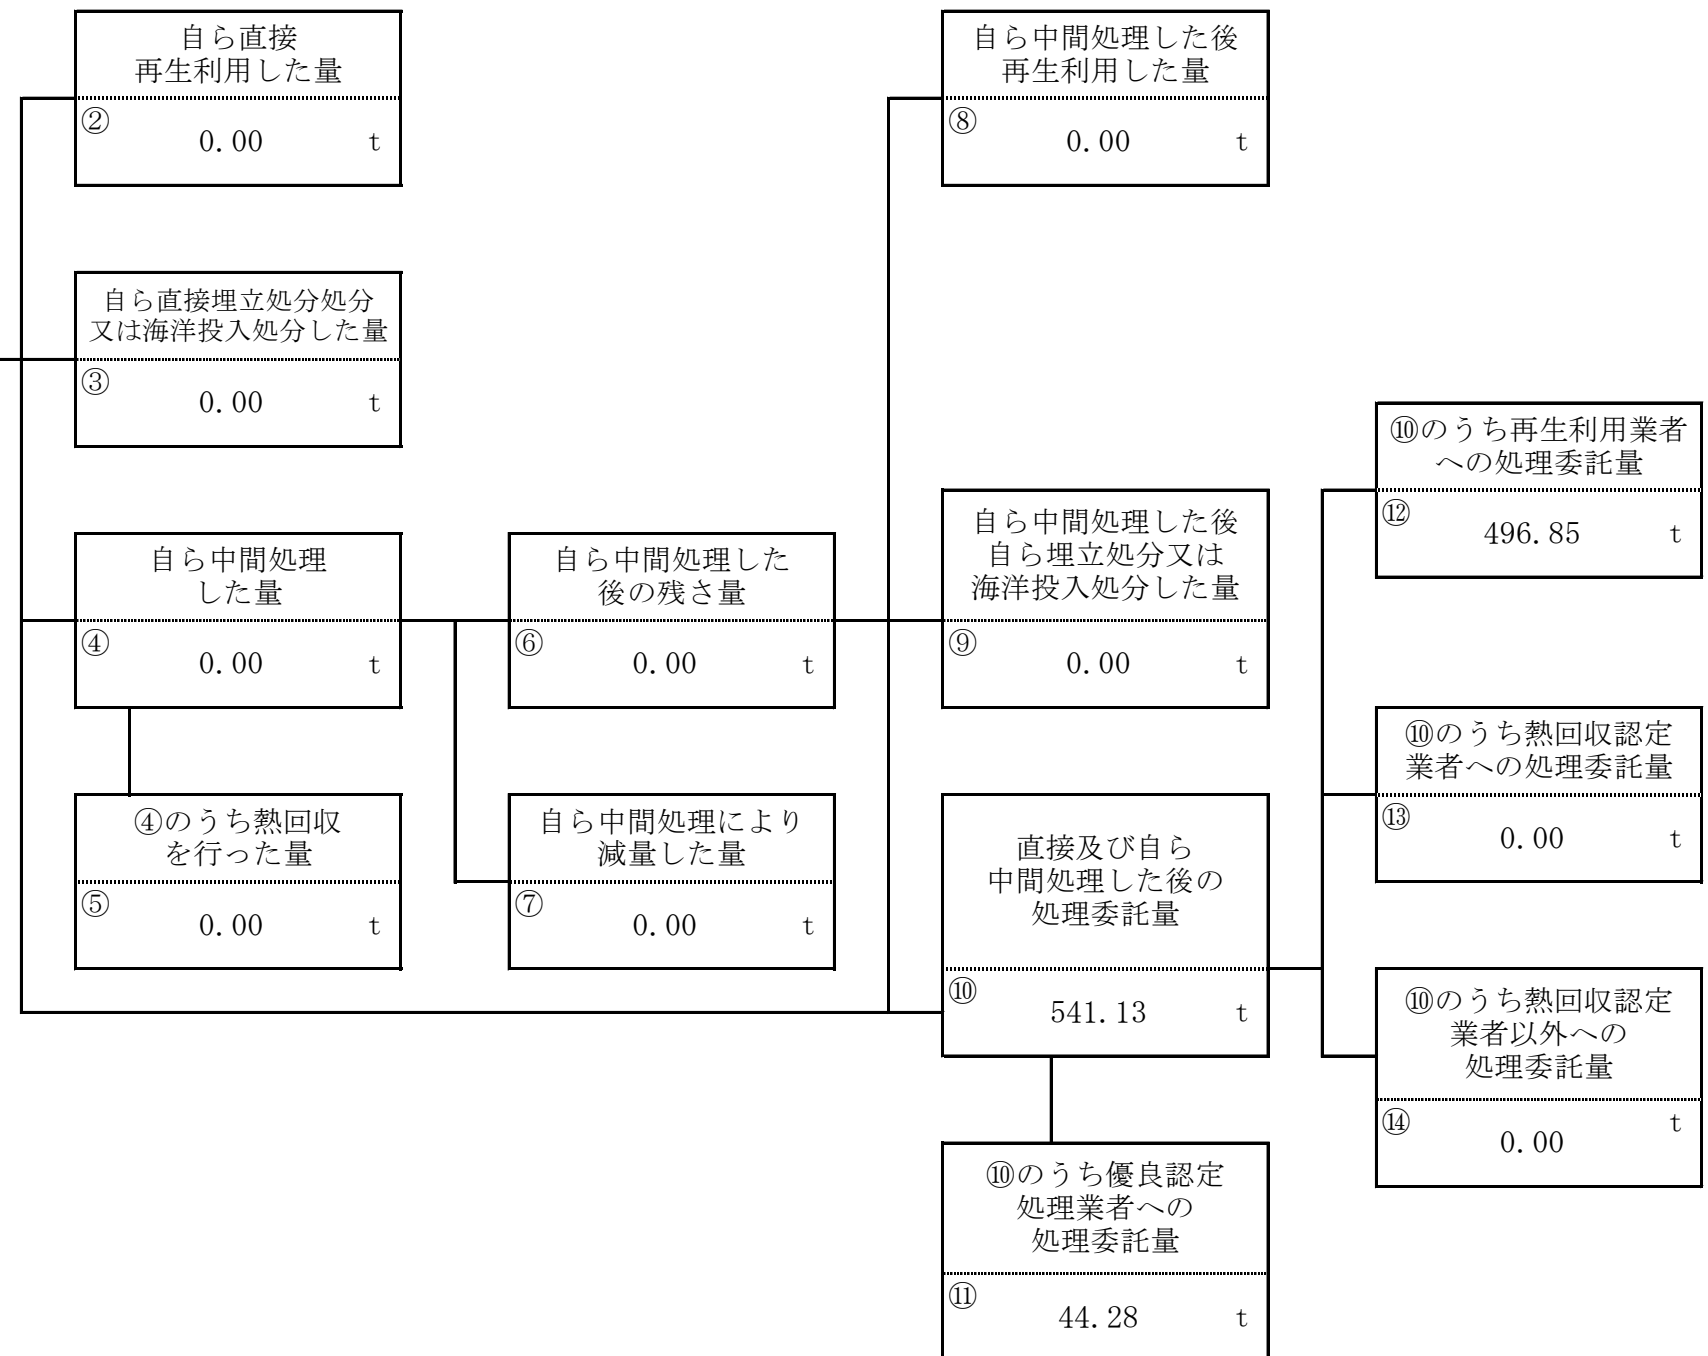 自ら直接
再生利用した量
②
0.00 t
自ら中間処理した後
再生利用した量
⑧
0.00 t
自ら直接埋立処分処分
又は海洋投入処分した量
③
0.00 t
⑩のうち再生利用業者
への処理委託量
⑫
496.85 t
自ら中間処理
した量
④
0.00 t
自ら中間処理した
後の残さ量
⑥
0.00 t
自ら中間処理した後
自ら埋立処分又は
海洋投入処分した量
⑨
0.00 t
⑩のうち熱回収認定
業者への処理委託量
⑬
0.00 t
④のうち熱回収
を行った量
⑤
0.00 t
自ら中間処理により
減量した量
⑦
0.00 t
直接及び自ら
中間処理した後の
処理委託量
⑩
541.13 t
⑩のうち熱回収認定
業者以外への
処理委託量
⑭
0.00 t
⑩のうち優良認定
処理業者への
処理委託量
⑪
44.28 t